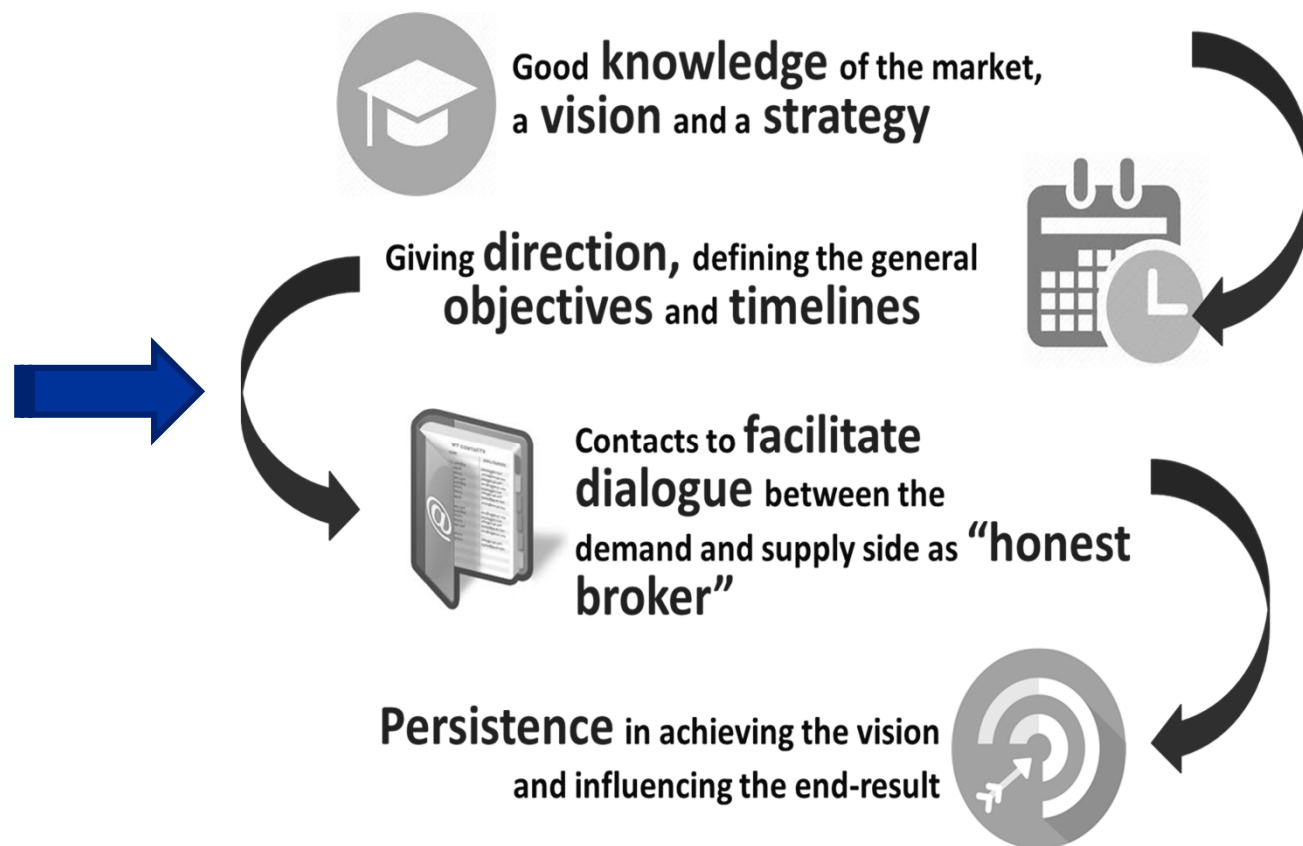 Good knowledge of the market,
a vision and a strategy
Giving direction, defining the general
objectives and timelines
MY CONTACTS
@
Contacts to facilitate
dialogue between the
demand and supply side as “honest
broker”
Persistence in achieving the vision
and influencing the end-result